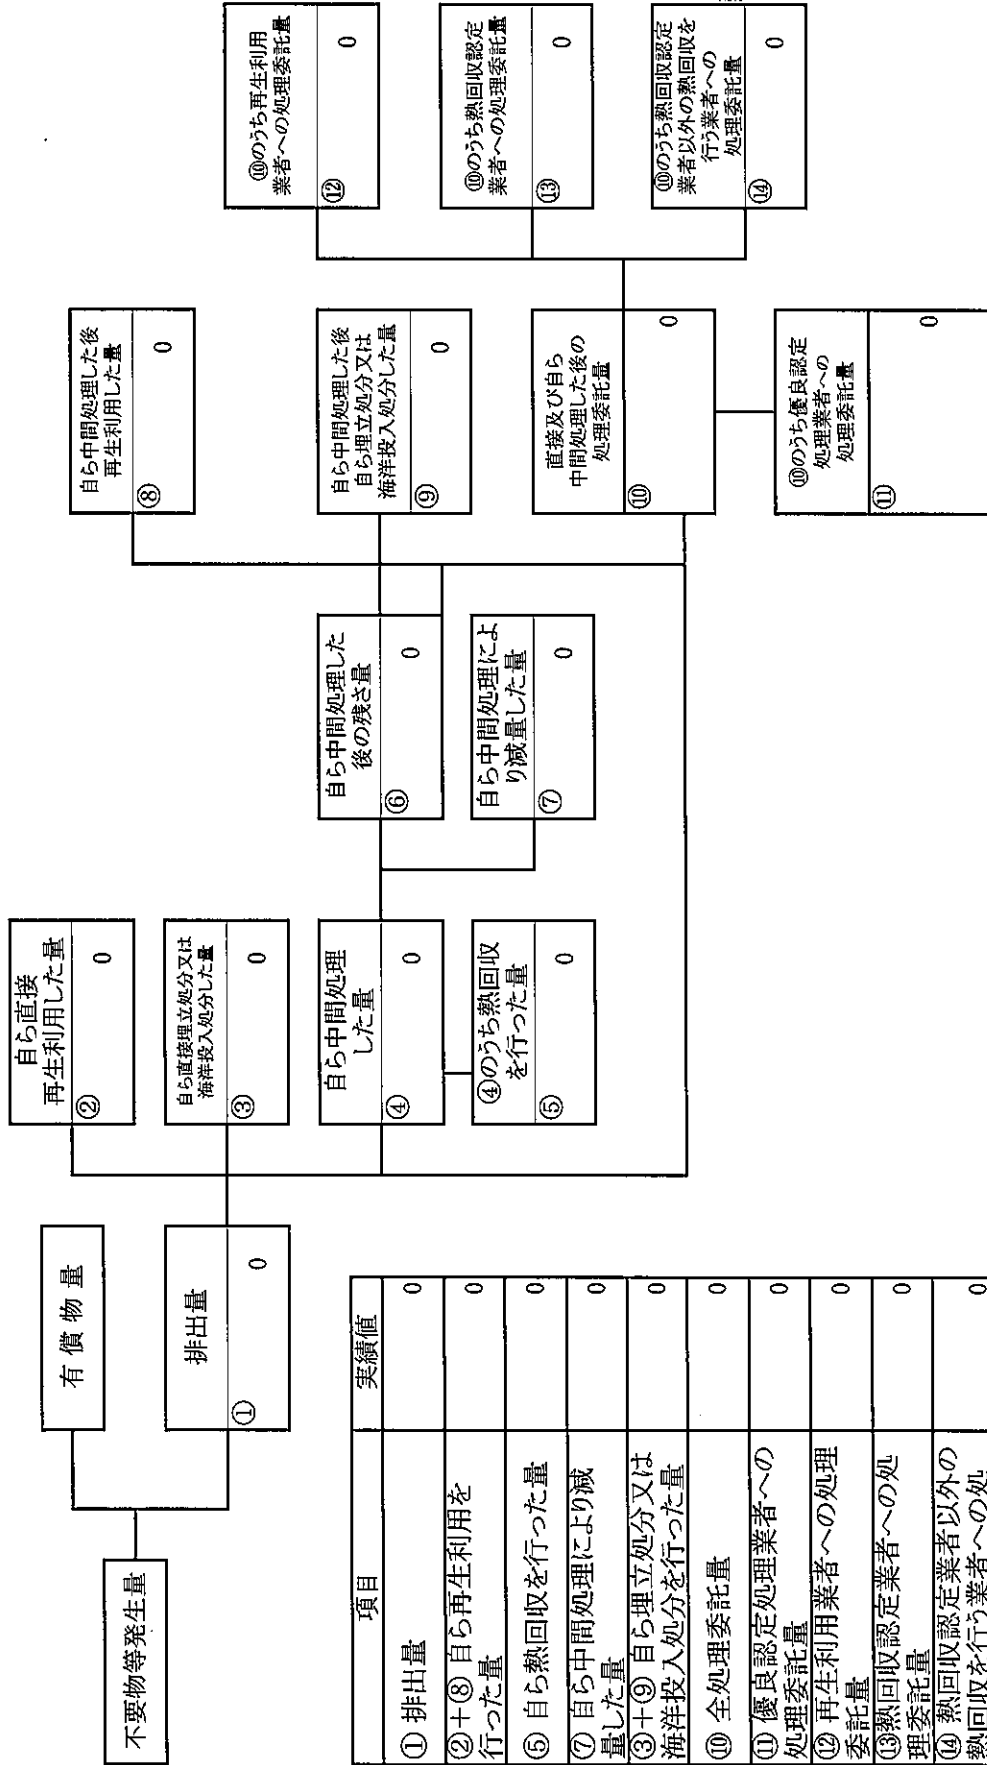 不要物等発生量
有 償 物 量
排出量
①
0
自ら直接
再生利用した量
②
0
自ら直接埋立処分又は
海洋投入処分した量
③
0
自ら中間処理
した量
④
0
④のうち熱回収
を行った量
⑤
0
自ら中間処理した
後の残さ量
⑥
0
自ら中間処理によ
り減量した量
⑦
0
自ら中間処理した後
再生利用した量
⑧
0
自ら中間処理した後
自ら埋立処分又は
海洋投入処分した量
⑨
0
直接及び自ら
中間処理した後の
処理委託量
⑩
0
⑩のうち優良認定
処理業者への
処理委託量
⑪
0
⑩のうち再生利用
業者への処理委託量
⑫
0
⑩のうち熱回収認定
業者への処理委託量
⑬
0
⑩のうち熱回収認定
業者以外の熱回収を
行う業者への
処理委託量
⑭
0
項目 実績値
① 排出量 0
②+⑧ 自ら再生利用を
行った量 0
⑤ 自ら熱回収を行った量 0
⑦ 自ら中間処理により減
量した量 0
③+⑨ 自ら埋立処分又は
海洋投入処分を行った量 0
⑩ 全処理委託量 0
⑪ 優良認定処理業者への
処理委託量 0
⑫ 再生利用業者への処理
委託量 0
⑬熱回収認定業者への処
理委託量 0
⑭ 熱回収認定業者以外の
熱回収を行う業者への処 0